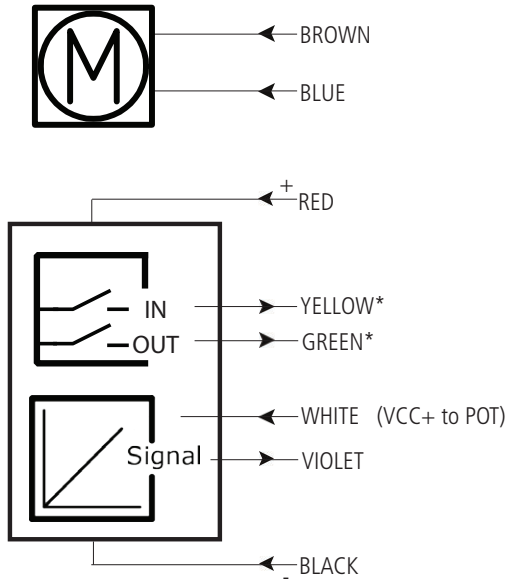 M
BROWN
BLUE
+
RED
IN
YELLOW*
OUT
GREEN*
WHITE (VCC+ to POT)
Signal
VIOLET
BLACK
-